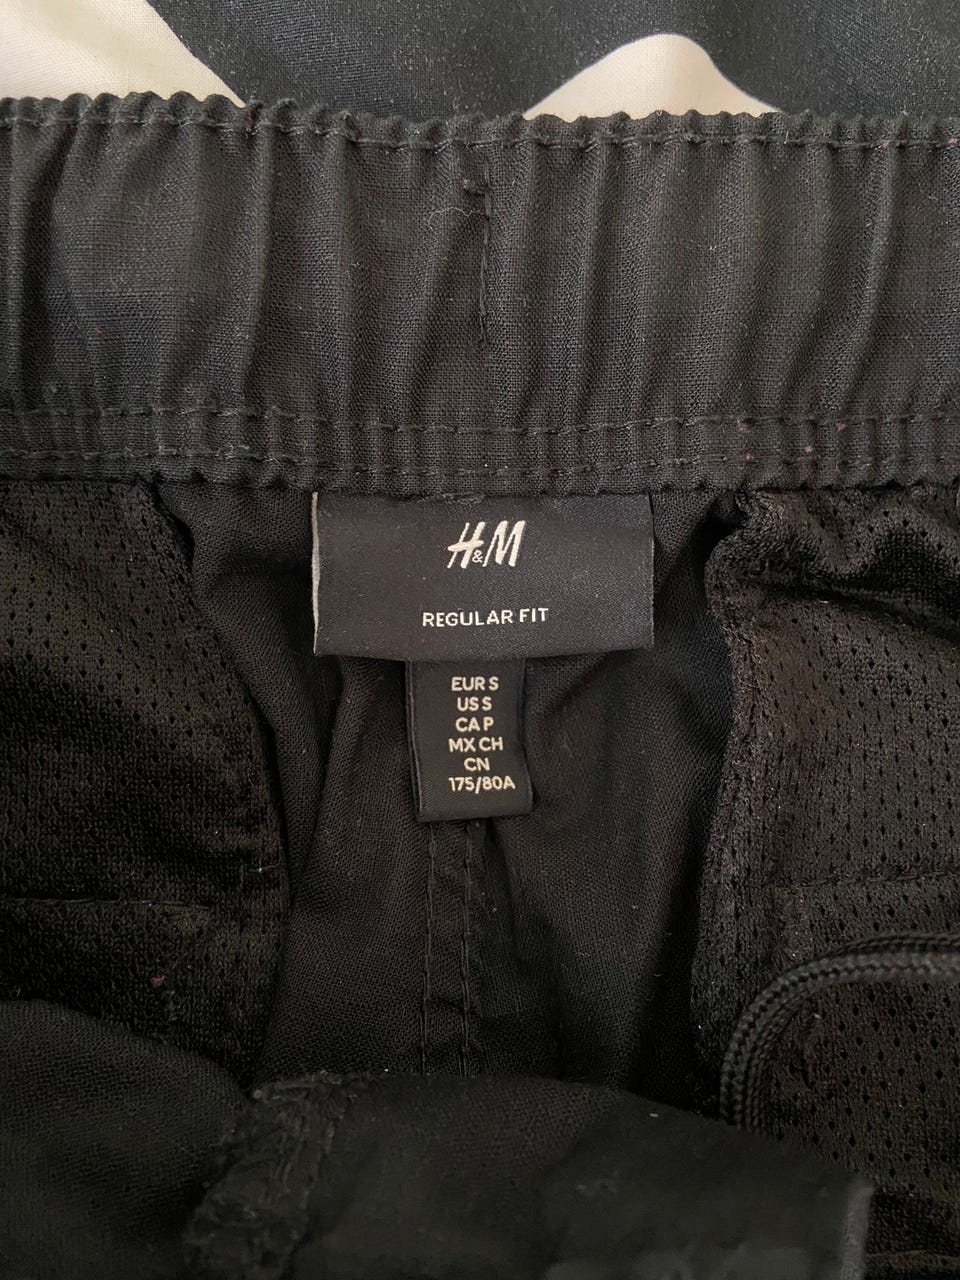 H&M
REGULAR FIT
EUR S
US S
CA P
MX CH
CN
175/80A